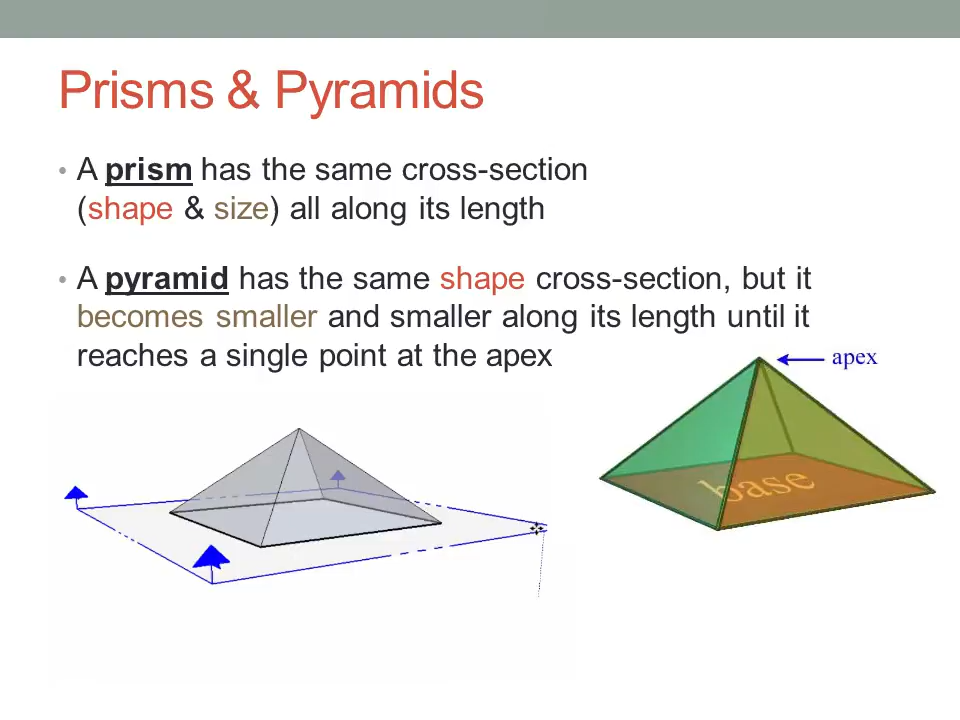 Prisms & Pyramids
• A prism has the same cross-section
(shape & size) all along its length
• A pyramid has the same shape cross-section, but it
becomes smaller and smaller along its length until it
reaches a single point at the apex
apex
base